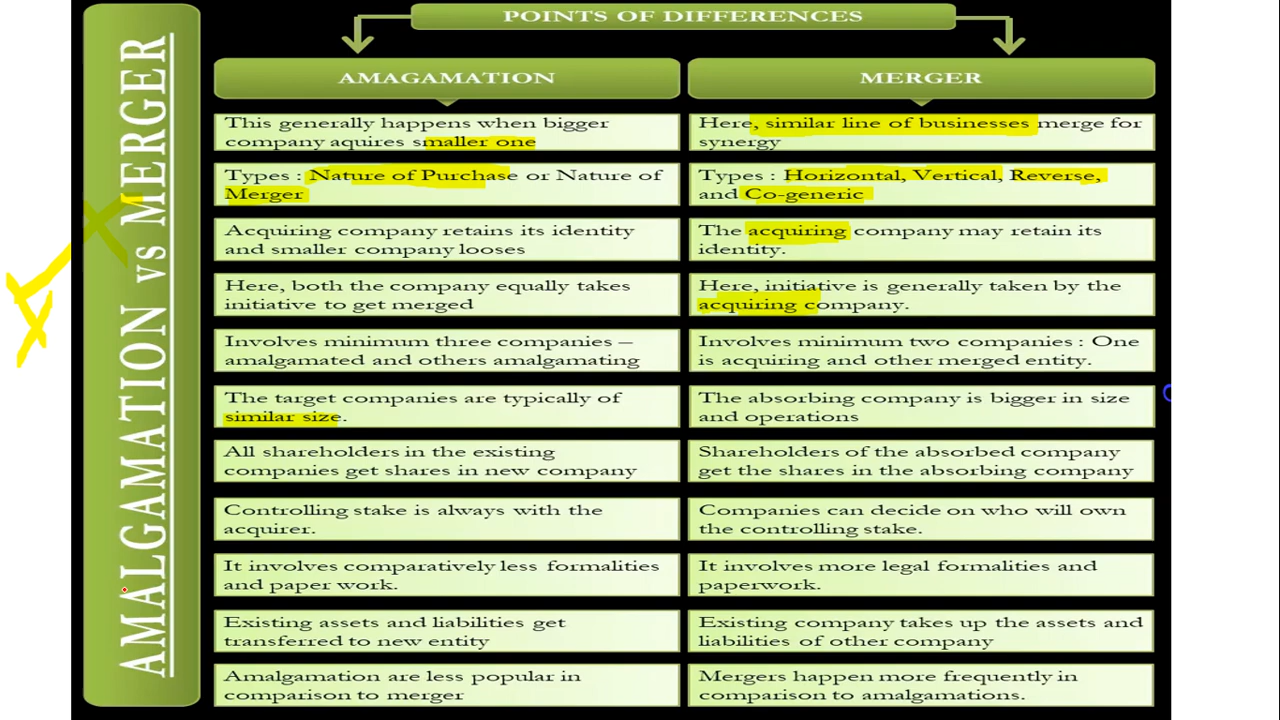 POINTS OF DIFFERENCES
AMALGAMATION VS MERGER
AMAGAMATION
MERGER
This generally happens when bigger
company aquires smaller one
Here, similar line of businesses merge for
synergy
Types : Nature of Purchase or Nature of
Merger
Types : Horizontal, Vertical, Reverse,
and Co-generic
Acquiring company retains its identity
and smaller company looses
The acquiring company may retain its
identity.
Here, both the company equally takes
initiative to get merged
Here, initiative is generally taken by the
acquiring company.
Involves minimum three companies –
amalgamated and others amalgamating
Involves minimum two companies : One
is acquiring and other merged entity.
The target companies are typically of
similar size.
The absorbing company is bigger in size
and operations
All shareholders in the existing
companies get shares in new company
Shareholders of the absorbed company
get the shares in the absorbing company
Controlling stake is always with the
acquirer.
Companies can decide on who will own
the controlling stake.
It involves comparatively less formalities
and paper work.
It involves more legal formalities and
paperwork.
Existing assets and liabilities get
transferred to new entity
Existing company takes up the assets and
liabilities of other company
Amalgamation are less popular in
comparison to merger
Mergers happen more frequently in
comparison to amalgamations.